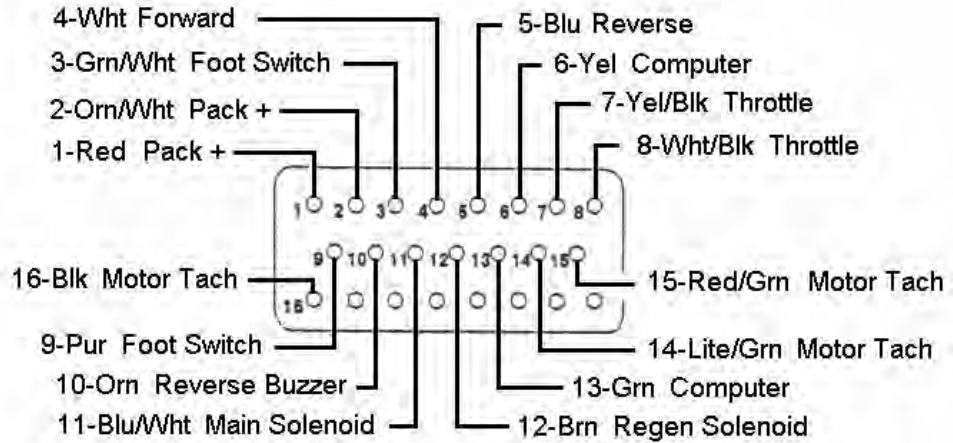 4-Wht Forward
5-Blu Reverse
3-Grn/Wht Foot Switch
6-Yel Computer
2-Orn/Wht Pack +
7-Yel/Blk Throttle
1-Red Pack +
8-Wht/Blk Throttle
1 2 3 4 5 6 7 8
9 10 11 12 13 14 15
16-Blk Motor Tach
15-Red/Grn Motor Tach
16
9-Pur Foot Switch
14-Lite/Grn Motor Tach
10-Orn Reverse Buzzer
13-Grn Computer
11-Blu/Wht Main Solenoid
12-Brn Regen Solenoid